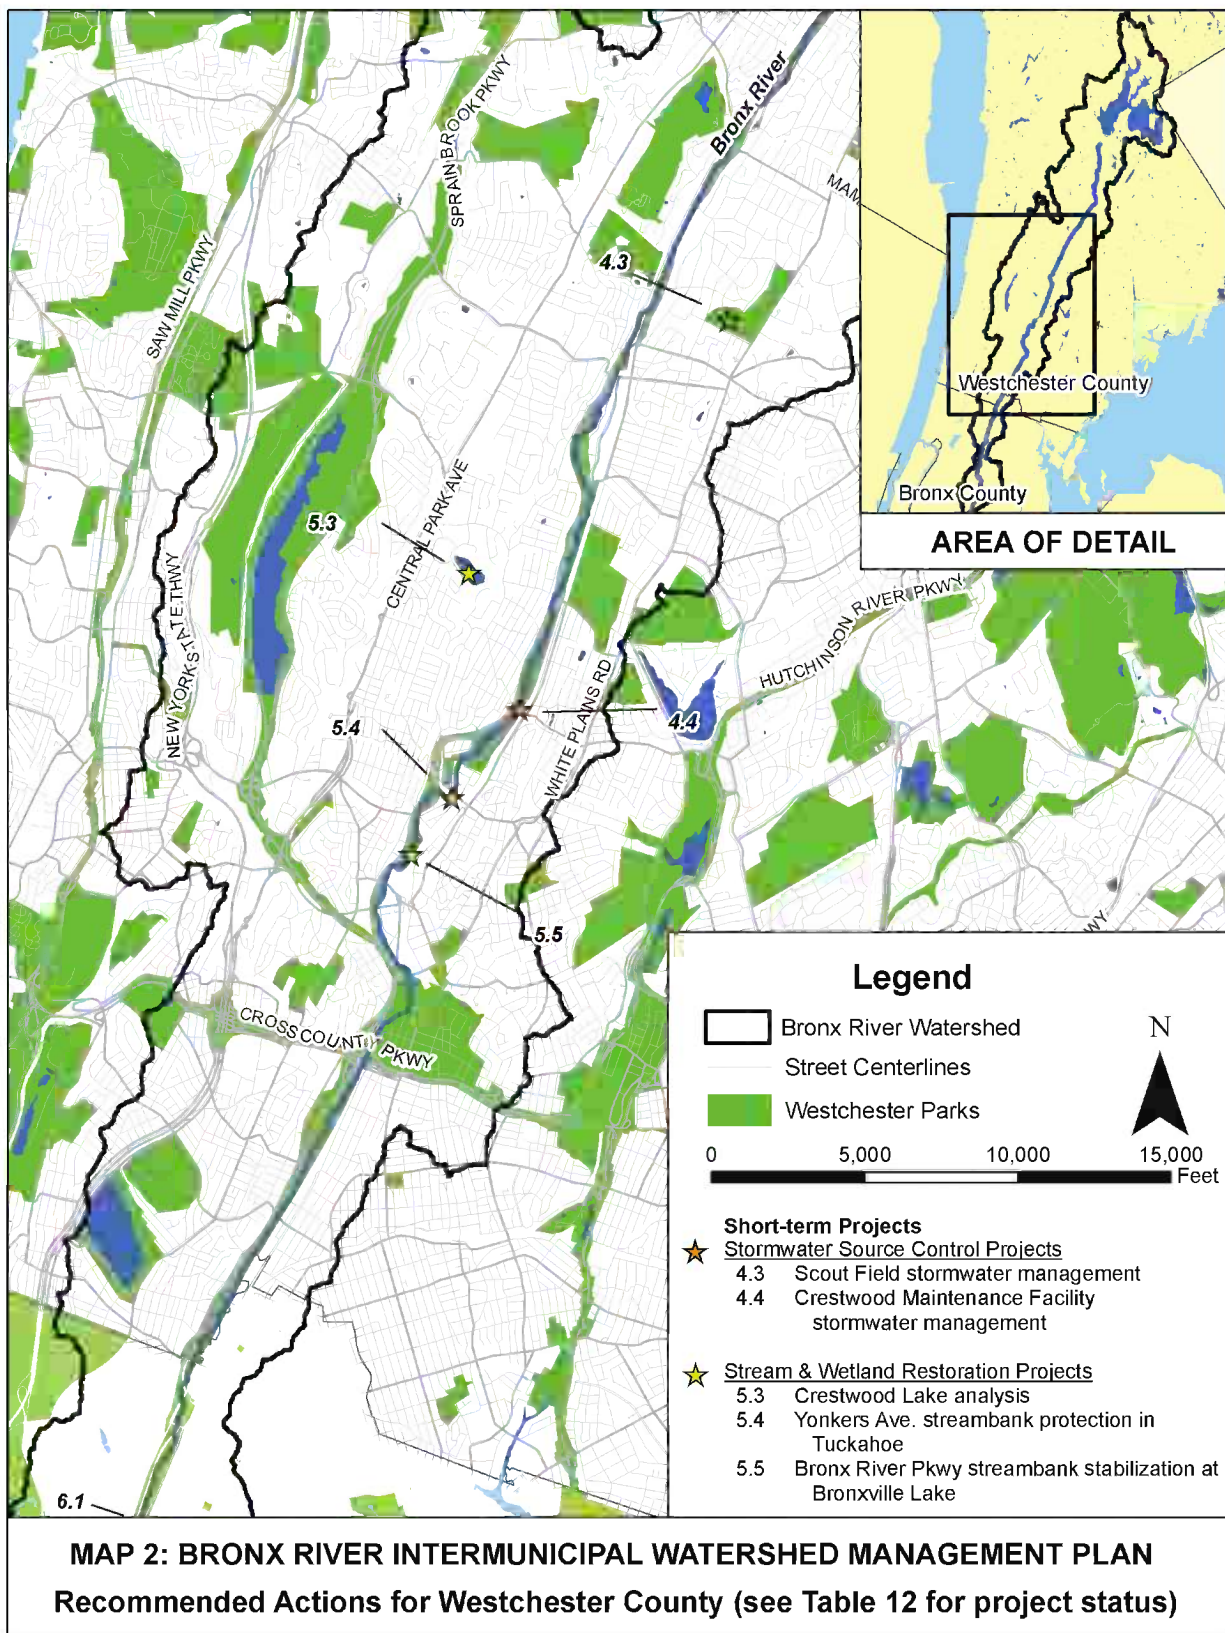 SPRAIN BROOK PKWY
Bronx River
SAW MILL PKWY
4.3
Westchester County
Bronx County
AREA OF DETAIL
5.3
CENTRAL PARK AVE
NEW YORK STATE THWY
HUTCHINSON RIVER PKWY
WHITE PLAINS RD
4.4
5.4
5.5
WY
CROSS COUNTY PKWY
6.1
Legend
Bronx River Watershed
Street Centerlines
Westchester Parks
N
0 5,000 10,000 15,000
Feet
Short-term Projects
Stormwater Source Control Projects
4.3 Scout Field stormwater management
4.4 Crestwood Maintenance Facility
stormwater management
Stream & Wetland Restoration Projects
5.3 Crestwood Lake analysis
5.4 Yonkers Ave. streambank protection in
Tuckahoe
5.5 Bronx River Pkwy streambank stabilization at
Bronxville Lake
MAP 2: BRONX RIVER INTERMUNICIPAL WATERSHED MANAGEMENT PLAN
Recommended Actions for Westchester County (see Table 12 for project status)